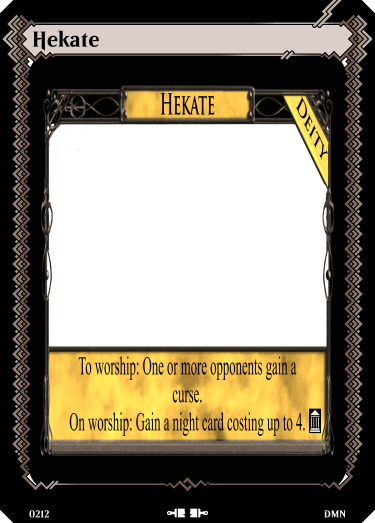 Hekate
HEKATE
DEITY
To worship: One or more opponents gain a
curse.
On worship: Gain a night card costing up to 4.
0212
DMN